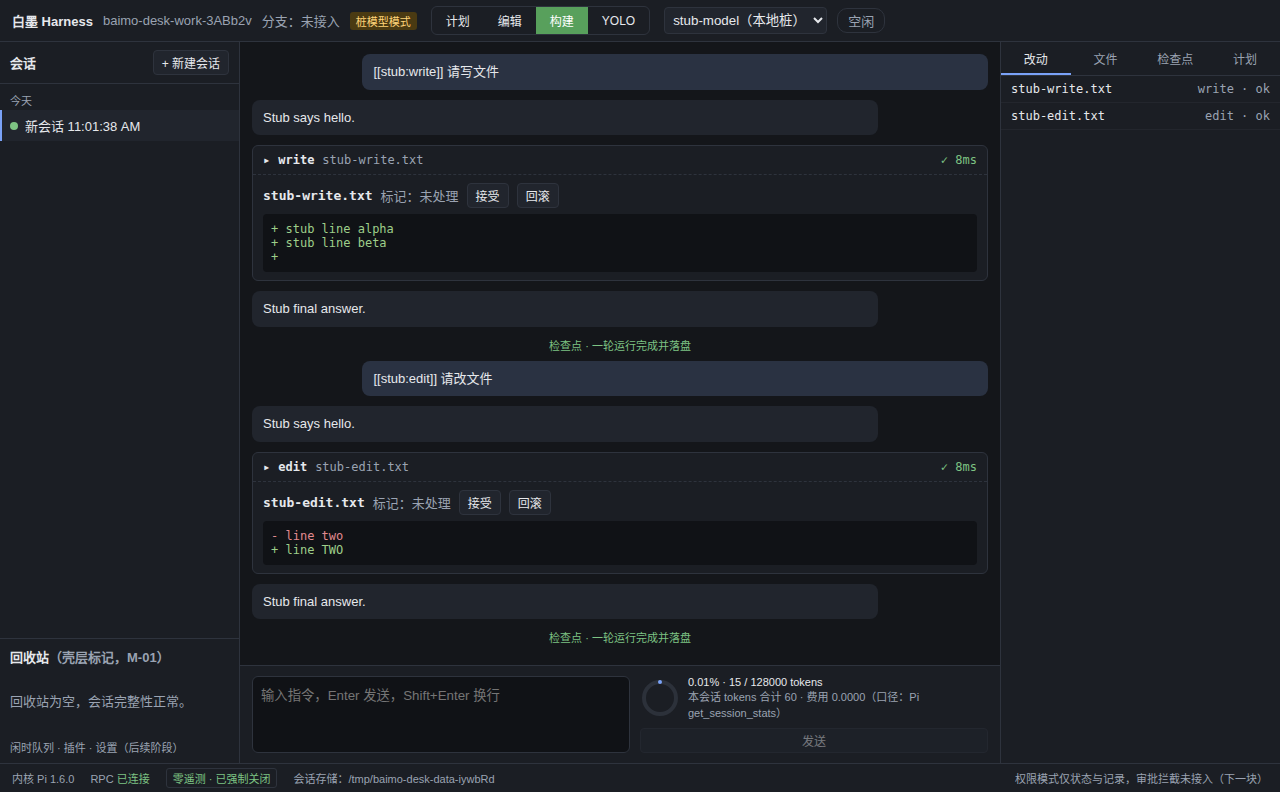 白墨 Harness baimo-desk-work-3ABb2v 分支：未接入 桩模型模式 计划 编辑 构建 YOLO stub-model（本地桩） 空闲
会话 + 新建会话
今天
新会话 11:01:38 AM
回收站（壳层标记，M-01）
回收站为空，会话完整性正常。
闲时队列 · 插件 · 设置（后续阶段）
[[stub:write]] 请写文件
Stub says hello.
▸ write stub-write.txt ✓ 8ms
stub-write.txt 标记：未处理 接受 回滚
+ stub line alpha
+ stub line beta
+
Stub final answer.
检查点 · 一轮运行完成并落盘
[[stub:edit]] 请改文件
Stub says hello.
▸ edit stub-edit.txt ✓ 8ms
stub-edit.txt 标记：未处理 接受 回滚
- line two
+ line TWO
Stub final answer.
检查点 · 一轮运行完成并落盘
输入指令，Enter 发送，Shift+Enter 换行
0.01% · 15 / 128000 tokens
本会话 tokens 合计 60 · 费用 0.0000（口径：Pi
get_session_stats）
发送
改动 文件 检查点 计划
stub-write.txt write · ok
stub-edit.txt edit · ok
内核 Pi 1.6.0 RPC 已连接 零遥测 · 已强制关闭 会话存储：/tmp/baimo-desk-data-iywbRd 权限模式仅状态与记录，审批拦截未接入（下一块）